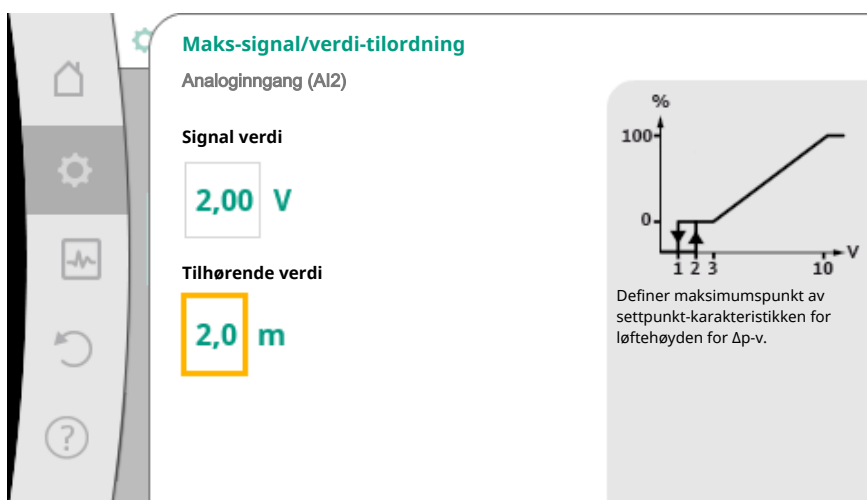 Maks-signal/verdi-tilordning
Analoginngang (AI2)
Signal verdi
2,00 V
Tilhørende verdi
2,0 m
%
100
0
1 2 3 10 V
Definer maksimumspunkt av
settpunkt-karakteristikken for
løftehøyden for Δp-v.
?